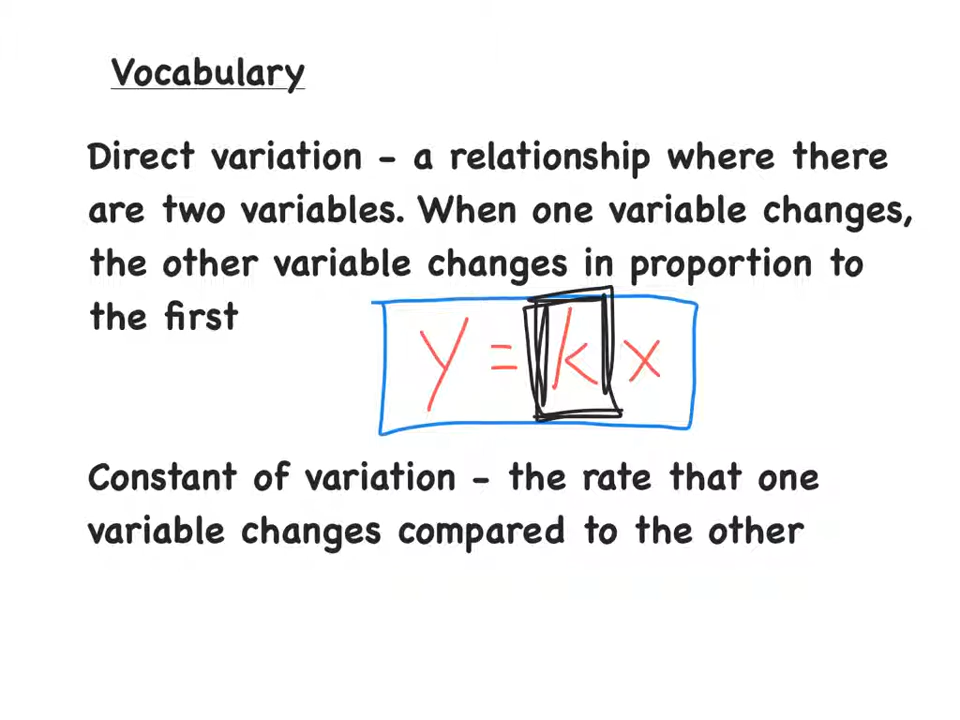 Vocabulary
Direct variation - a relationship where there
are two variables. When one variable changes,
the other variable changes in proportion to
the first
y = k x
Constant of variation - the rate that one
variable changes compared to the other